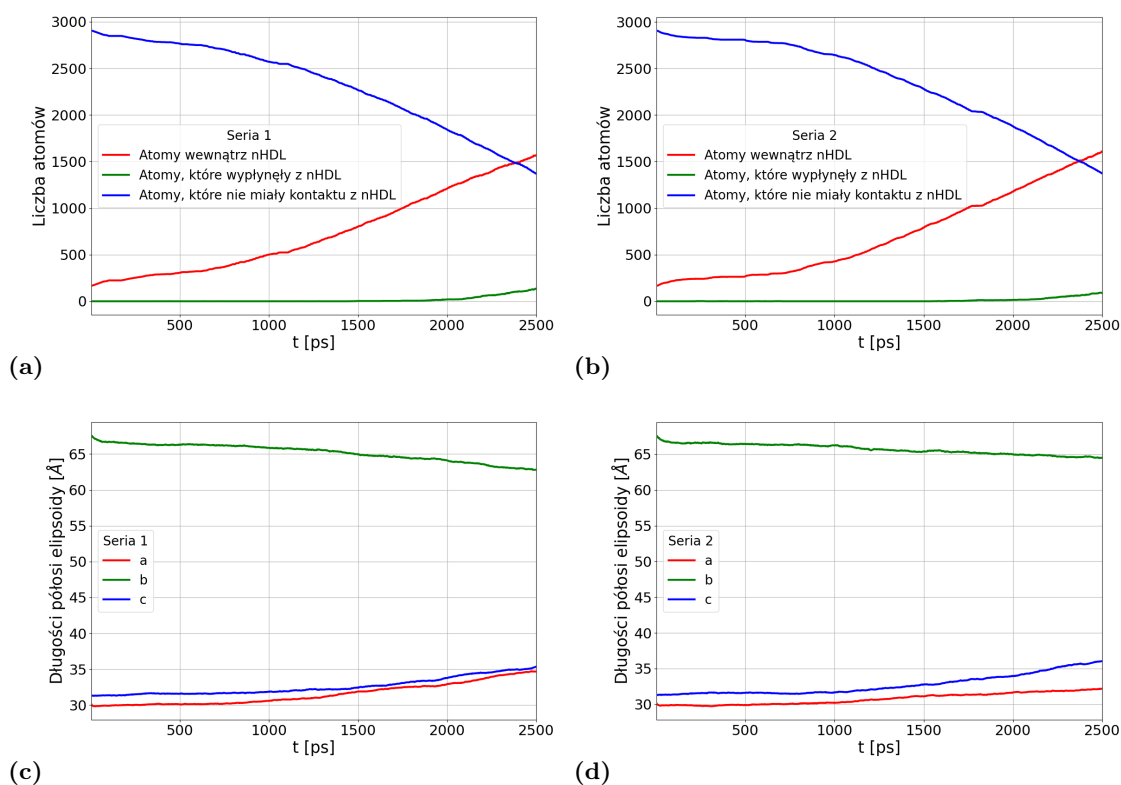 3000
2500
2000
1500
1000
500
0
Liczba atomów
Seria 1
Atomy wewnątrz nHDL
Atomy, które wypłynęły z nHDL
Atomy, które nie miały kontaktu z nHDL
500 1000 1500 2000 2500
t [ps]
(a)
3000
2500
2000
1500
1000
500
0
Liczba atomów
Seria 2
Atomy wewnątrz nHDL
Atomy, które wypłynęły z nHDL
Atomy, które nie miały kontaktu z nHDL
500 1000 1500 2000 2500
t [ps]
(b)
65
60
55
50
45
40
35
30
Długości półosi elipsoidy [Å]
Seria 1
a
b
c
500 1000 1500 2000 2500
t [ps]
(c)
65
60
55
50
45
40
35
30
Długości półosi elipsoidy [Å]
Seria 2
a
b
c
500 1000 1500 2000 2500
t [ps]
(d)